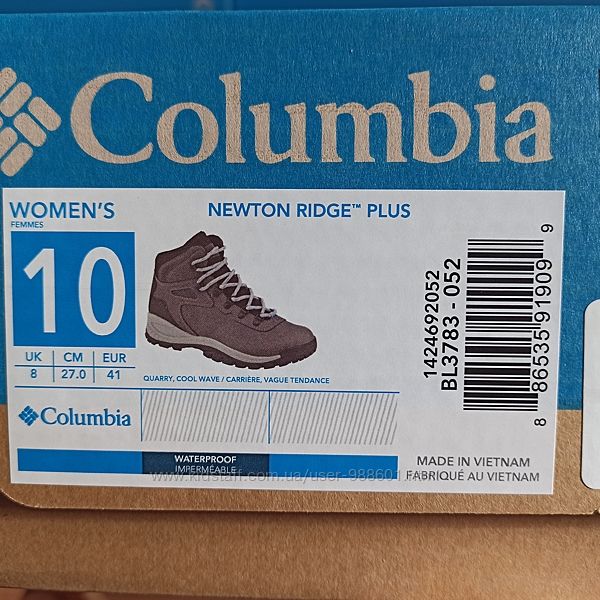 Columbia
WOMEN'S
FEMMES
NEWTON RIDGE™ PLUS
10
UK CM EUR
8 27.0 41
QUARRY, COOL WAVE / CARRIÈRE, VAGUE TENDANCE
Columbia
WATERPROOF
IMPERMÉABLE
1424692052
BL3783 - 052
8 86535 91909 9
MADE IN VIETNAM
FABRIQUÉ AU VIETNAM